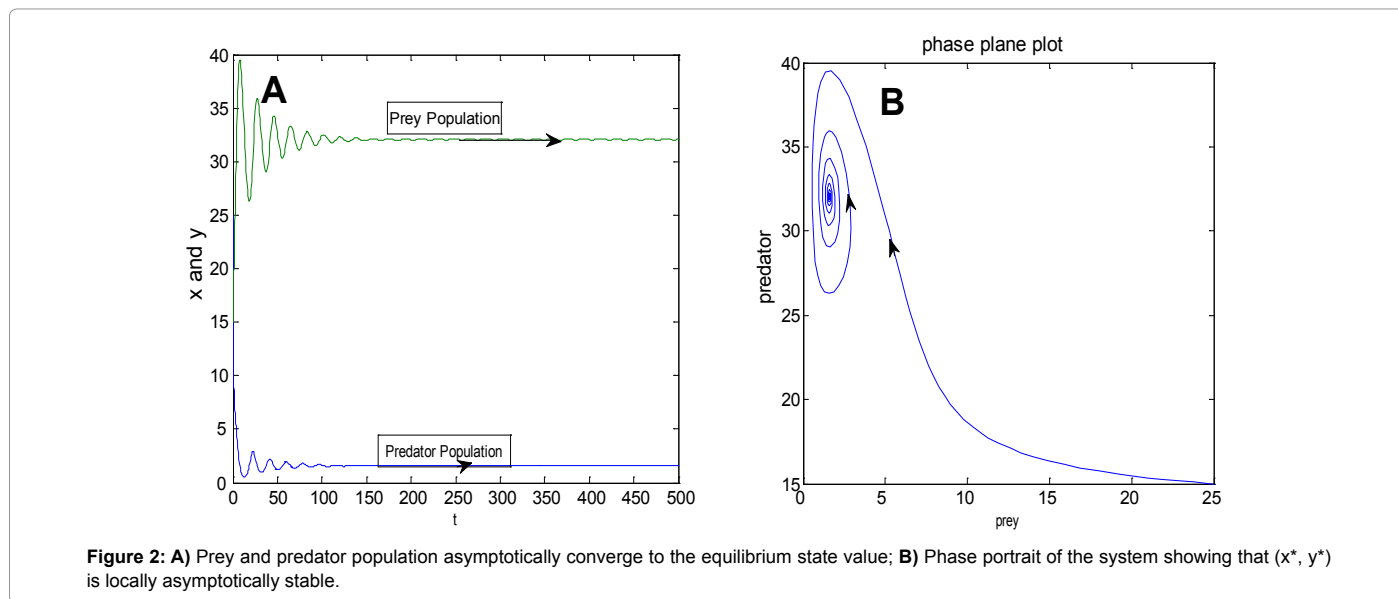 A
40
35
30
25
20
15
10
5
0
x and y
Prey Population
Predator Population
0 50 100 150 200 250 300 350 400 450 500
t
phase plane plot
B
40
35
30
25
20
15
predator
0 5 10 15 20 25
prey
Figure 2: A) Prey and predator population asymptotically converge to the equilibrium state value; B) Phase portrait of the system showing that (x*, y*)
is locally asymptotically stable.